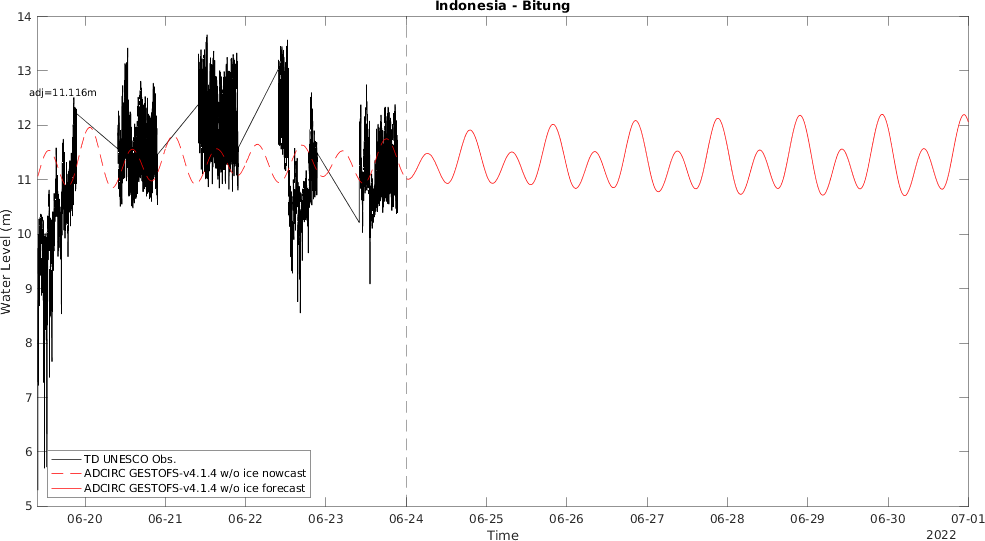 Indonesia - Bitung
14
13
adj=11.116m
12
11
10
9
8
7
6
5
Water Level (m)
TD UNESCO Obs.
ADCIRC GESTOFS-v4.1.4 w/o ice nowcast
ADCIRC GESTOFS-v4.1.4 w/o ice forecast
06-20 06-21 06-22 06-23 06-24 06-25 06-26 06-27 06-28 06-29 06-30 07-01
Time
2022